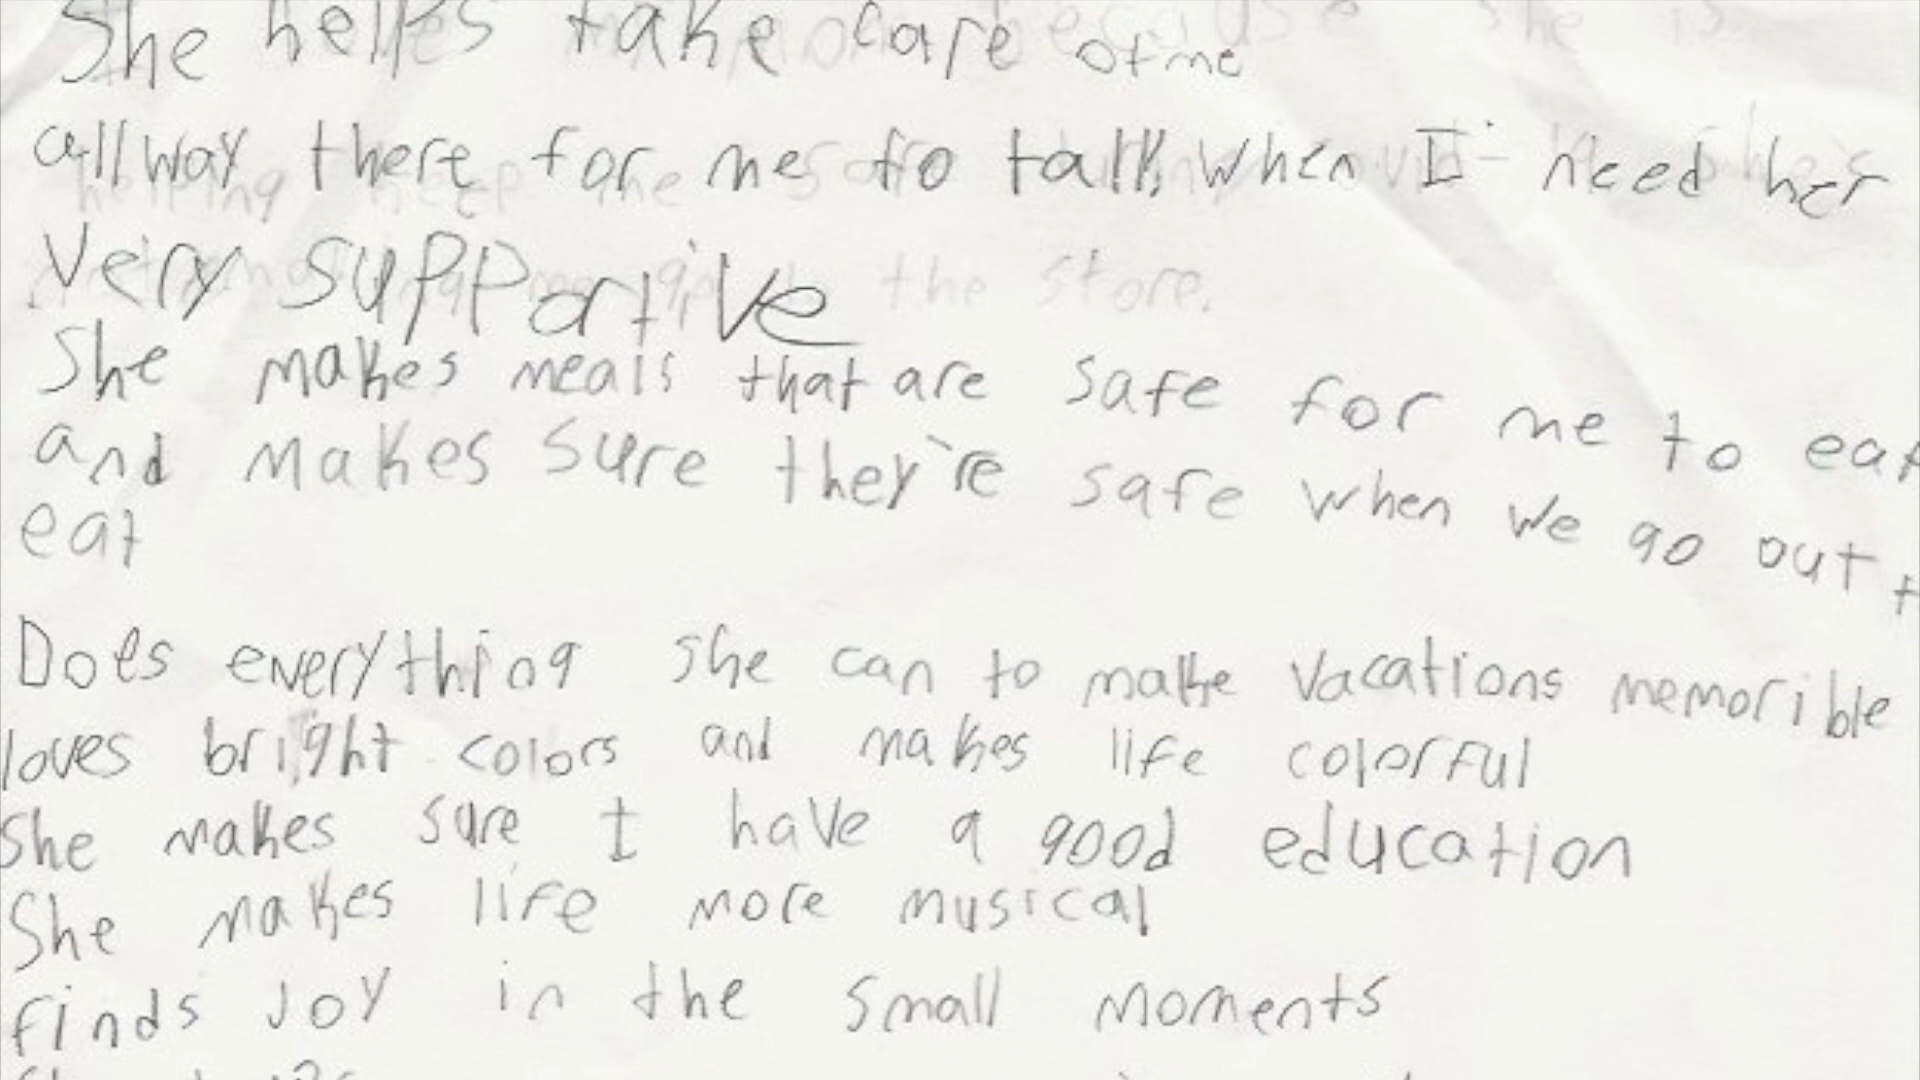 She helps take care of me
allway there for me to talk when I need her
very supportive
the store.
She makes meals that are safe for me to eat
and makes sure they're safe when we go out t
eat
Does everything she can to make vacations memorible
loves bright colors and makes life colorful
She makes sure I have a good education
She makes life more musical
finds joy in the small moments